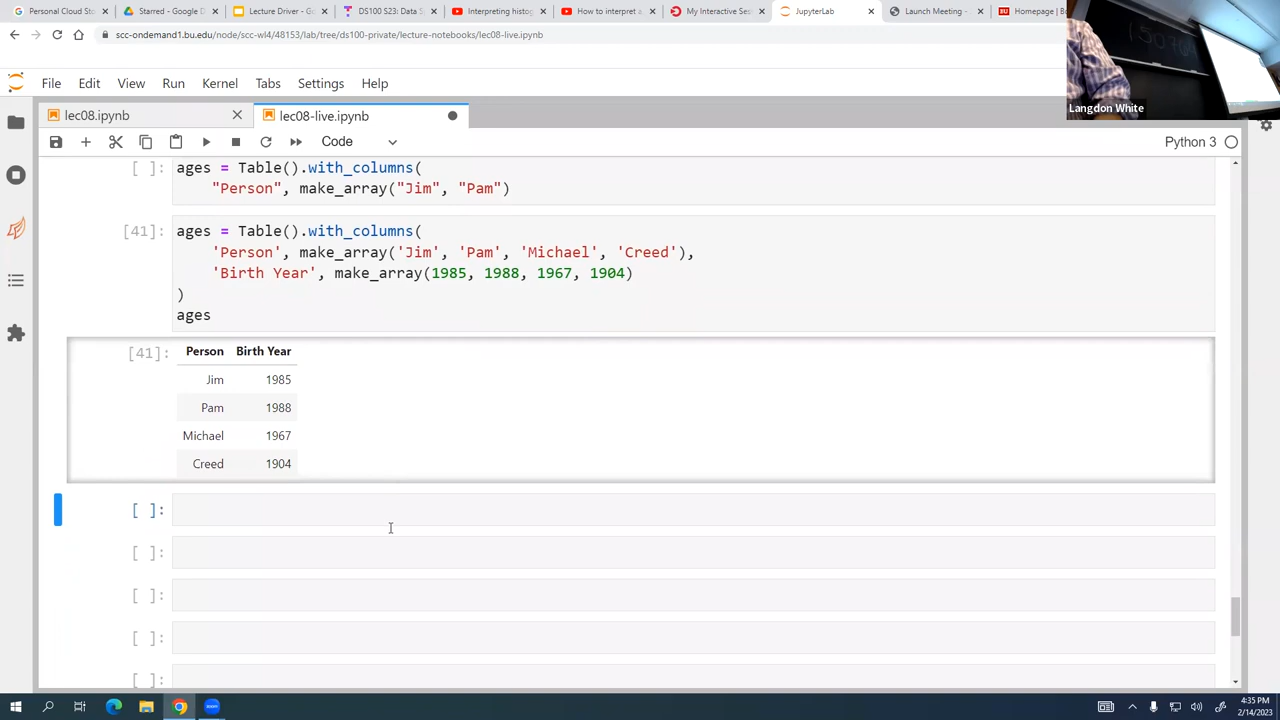 Personal Cloud Sto
Starred - Google D
Lecture Driver - Go
DS100 S23: Data S
Interpreting histog
How to interpret a
My Interactive Sec
JupyterLab
Launch Meeting -
Homepage | Bo
scc-ondemand1.bu.edu/node/scc-wl4/48153/lab/tree/ds100-private/lecture-notebooks/lec08-live.ipynb
Langdon White
File Edit View Run Kernel Tabs Settings Help
lec08.ipynb
lec08-live.ipynb
Code
Python 3
[ ]: ages = Table().with_columns(
"Person", make_array("Jim", "Pam")
[41]: ages = Table().with_columns(
'Person', make_array('Jim', 'Pam', 'Michael', 'Creed'),
'Birth Year', make_array(1985, 1988, 1967, 1904)
)
ages
[41]: Person Birth Year
Jim 1985
Pam 1988
Michael 1967
Creed 1904
[ ]:
[ ]:
[ ]:
[ ]:
[ ]:
4:35 PM
2/14/2023